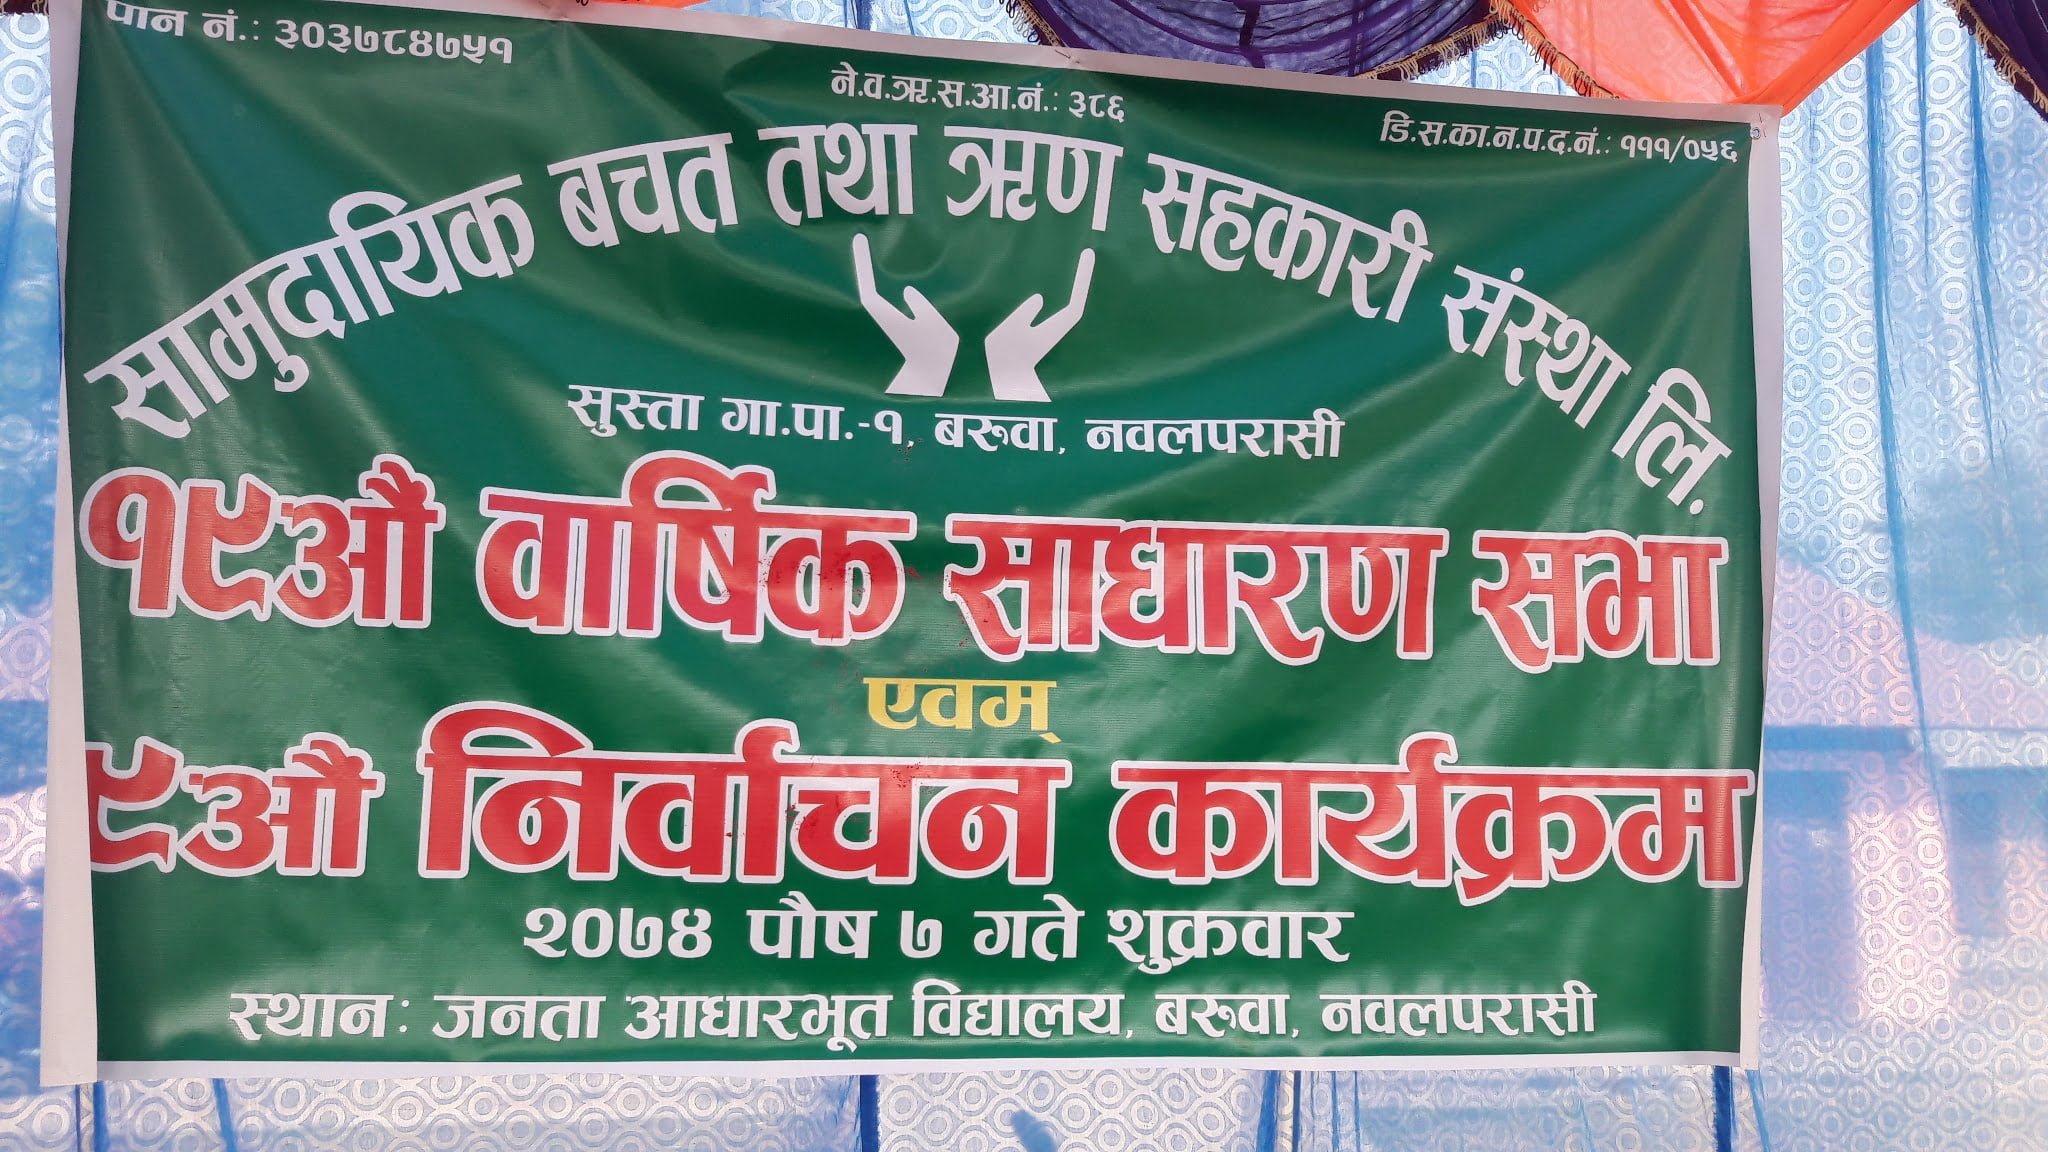 पान नं.: ३०३७८४७५१
ने.व.ऋ.स.आ.नं.: ३८६
डि.स.का.न.प.द.नं.: १११/०५६
सामुदायिक बचत तथा ऋण सहकारी संस्था लि.
सुस्ता गा.पा.-१, बरुवा, नवलपरासी
१९औ वार्षिक साधारण सभा
एवम्
९औ निर्वाचन कार्यक्रम
२०७४ पौष ७ गते शुक्रवार
स्थान: जनता आधारभूत विद्यालय, बरुवा, नवलपरासी